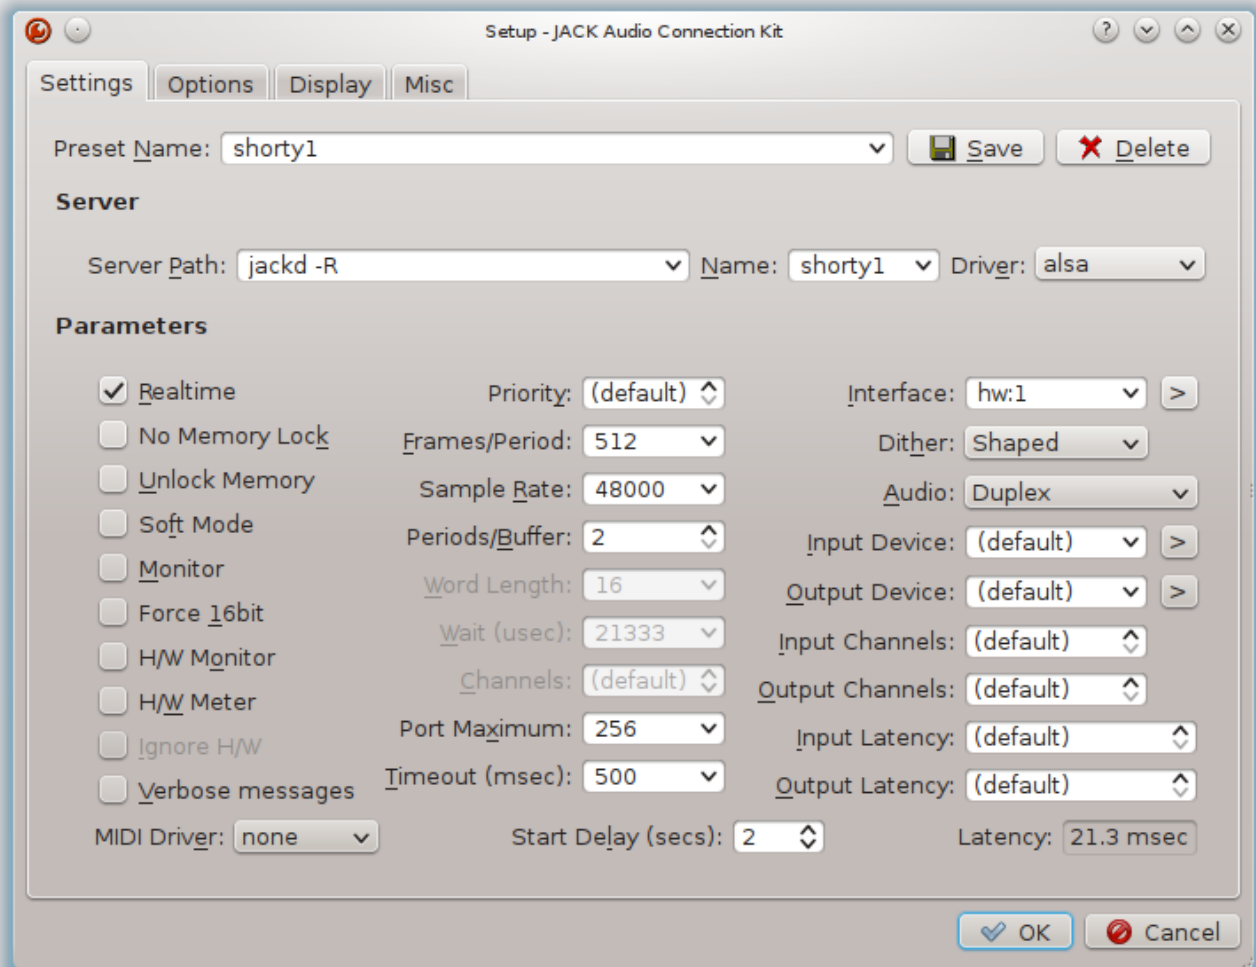 Setup - JACK Audio Connection Kit
Settings Options Display Misc
Preset Name: shorty1 Save Delete
Server
Server Path: jackd -R Name: shorty1 Driver: alsa
Parameters
Realtime Priority: (default) Interface: hw:1 >
No Memory Lock Frames/Period: 512 Dither: Shaped
Unlock Memory Sample Rate: 48000 Audio: Duplex
Soft Mode Periods/Buffer: 2 Input Device: (default) >
Monitor Word Length: 16 Output Device: (default) >
Force 16bit Wait (usec): 21333 Input Channels: (default)
H/W Monitor Channels: (default) Output Channels: (default)
H/W Meter Port Maximum: 256 Input Latency: (default)
Ignore H/W Timeout (msec): 500 Output Latency: (default)
Verbose messages
MIDI Driver: none Start Delay (secs): 2 Latency: 21.3 msec
OK Cancel